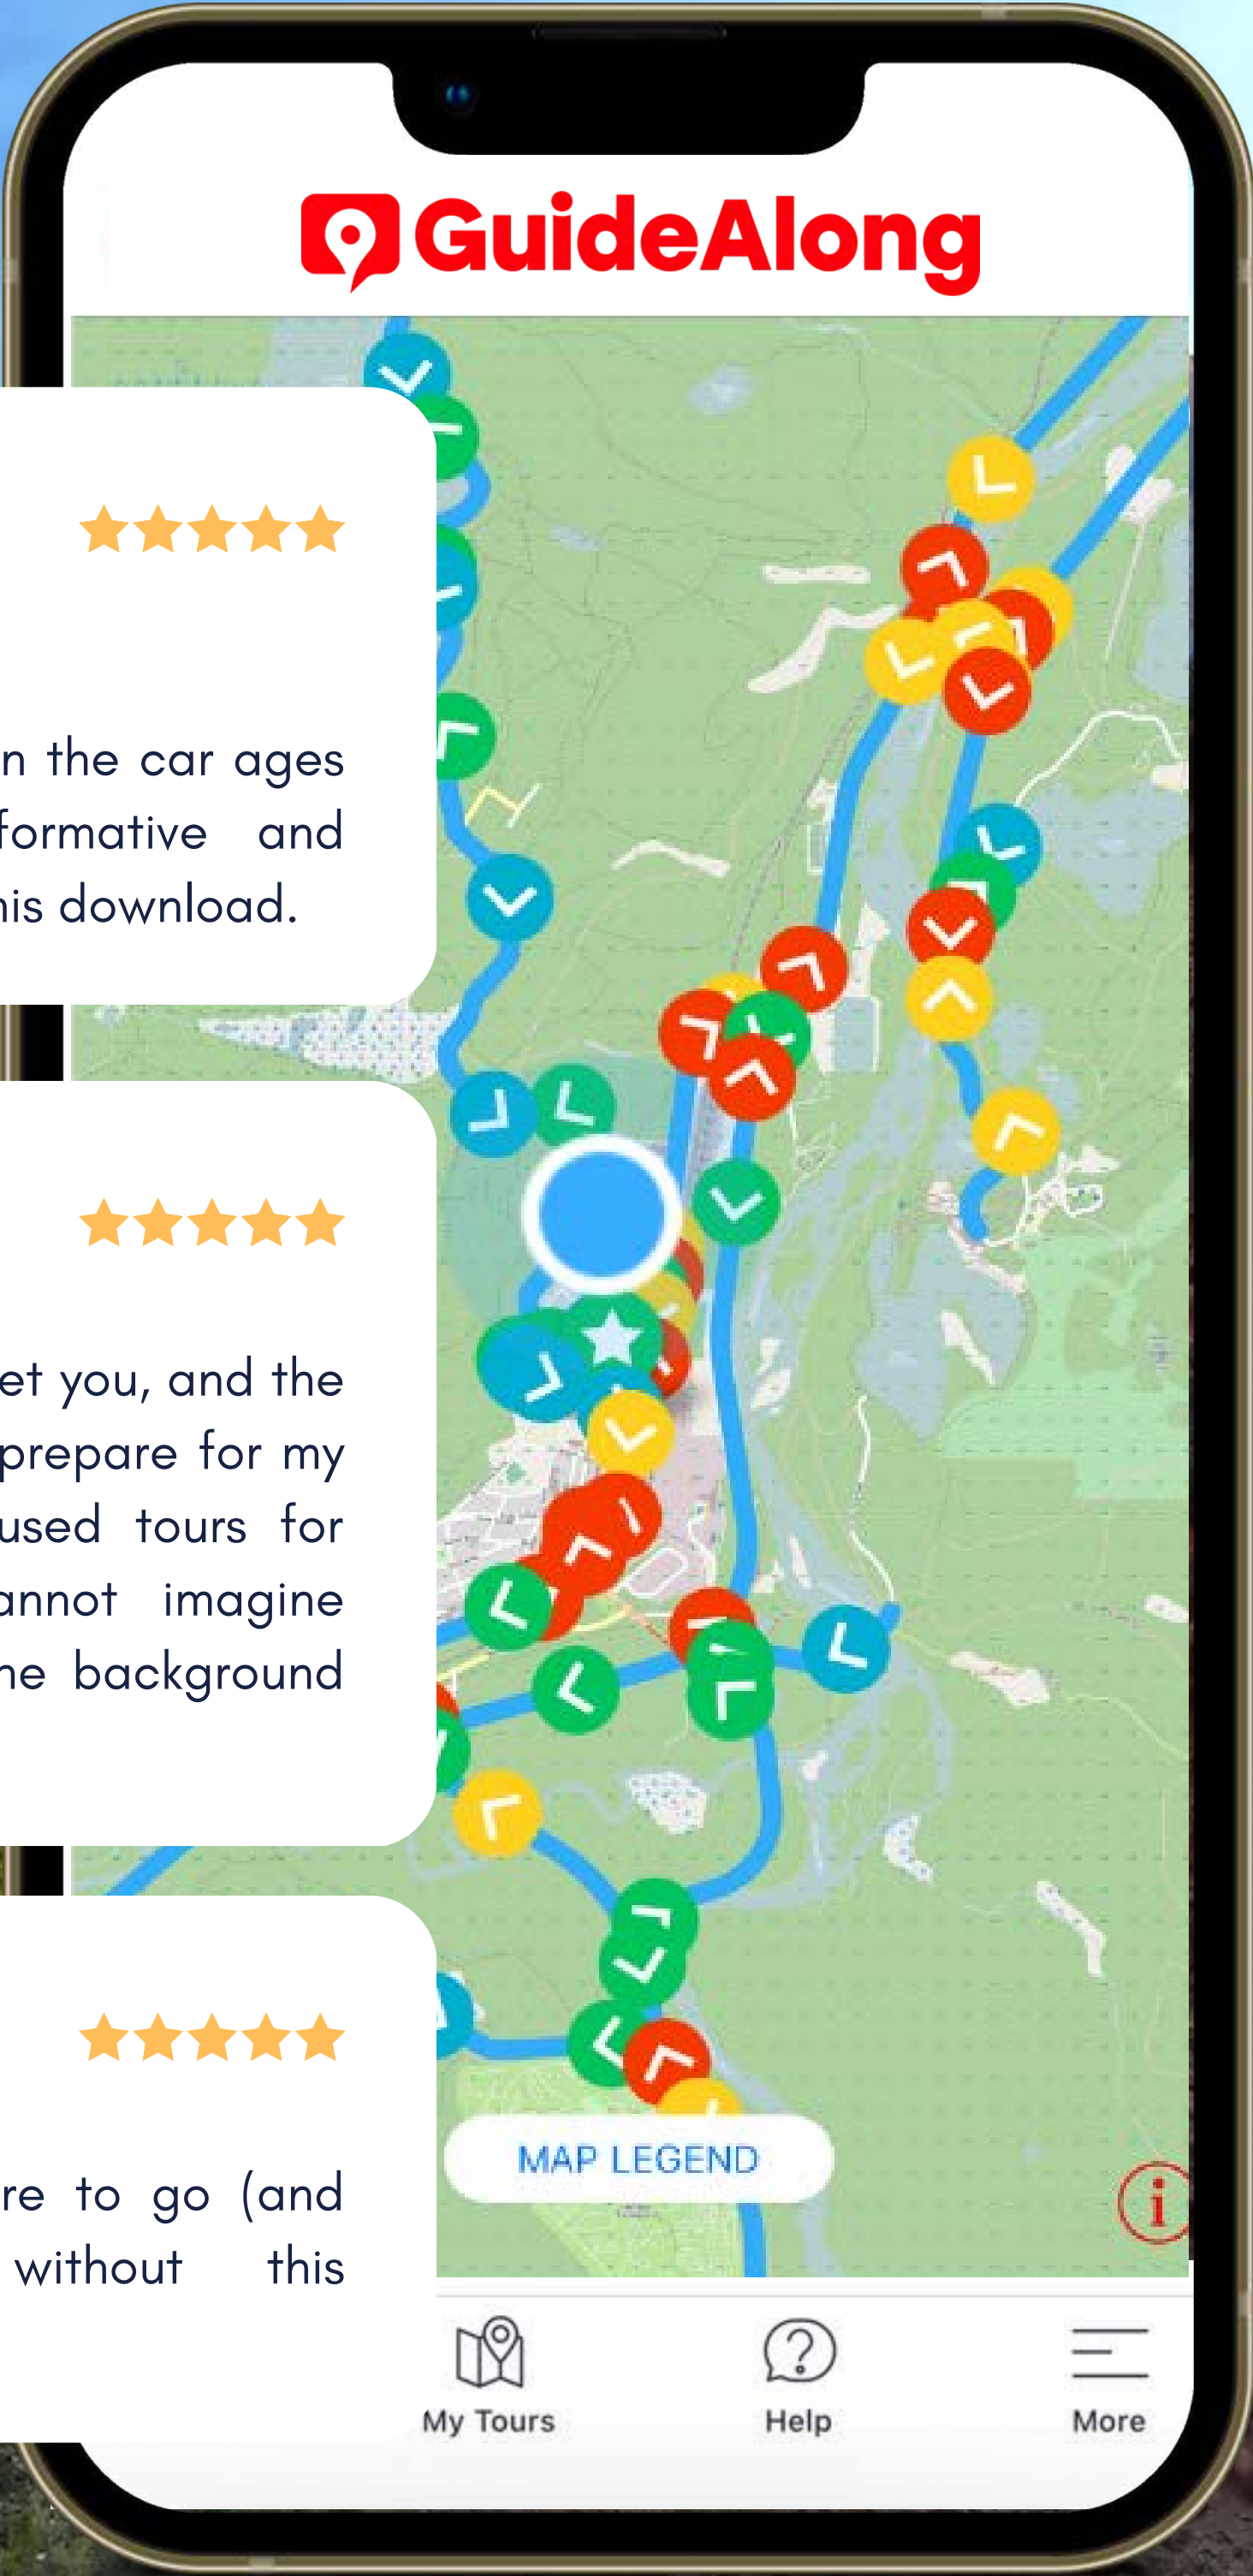 GuideAlong
n the car ages
formative and
his download.
et you, and the
prepare for my
used tours for
annot imagine
ne background
re to go (and
without this
MAP LEGEND
My Tours
Help
More